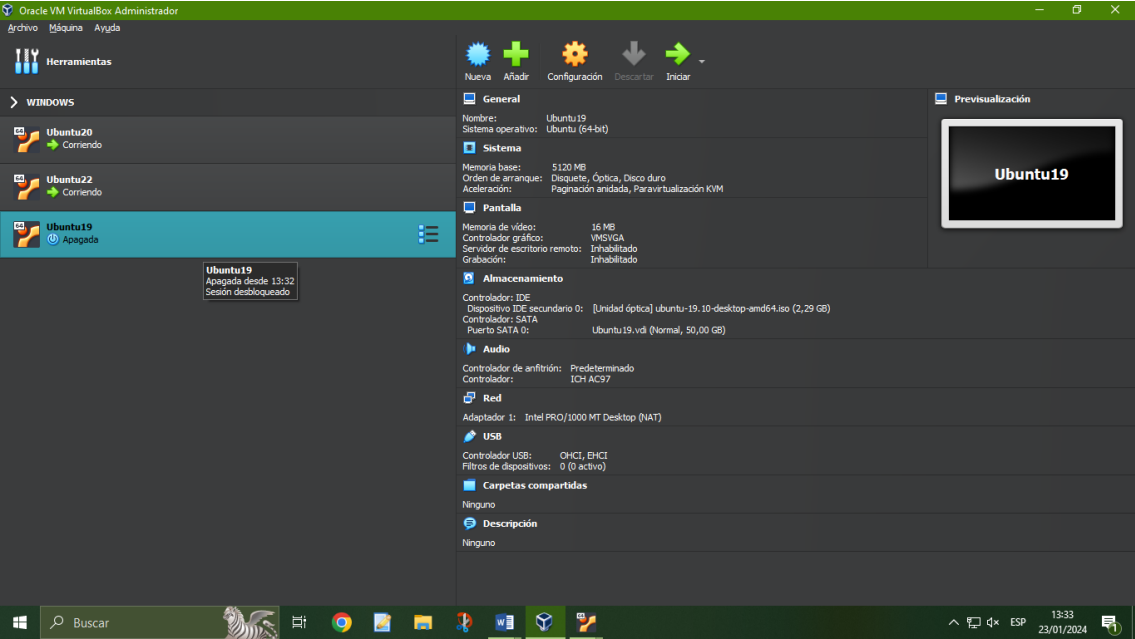 Oracle VM VirtualBox Administrador
Archivo Máquina Ayuda
Herramientas
Nueva Añadir Configuración Descartar Iniciar
WINDOWS
64
Ubuntu20
Corriendo
64
Ubuntu22
Corriendo
64
Ubuntu19
Apagada
Ubuntu19
Apagada desde 13:32
Sesión desbloqueado
General
Nombre: Ubuntu19
Sistema operativo: Ubuntu (64-bit)
Sistema
Memoria base: 5120 MB
Orden de arranque: Disquete, Óptica, Disco duro
Aceleración: Paginación anidada, Paravirtualización KVM
Pantalla
Memoria de vídeo: 16 MB
Controlador gráfico: VMSVGA
Servidor de escritorio remoto: Inhabilitado
Grabación: Inhabilitado
Almacenamiento
Controlador: IDE
Dispositivo IDE secundario 0: [Unidad óptica] ubuntu-19.10-desktop-amd64.iso (2,29 GB)
Controlador: SATA
Puerto SATA 0: Ubuntu19.vdi (Normal, 50,00 GB)
Audio
Controlador de anfitrión: Predeterminado
Controlador: ICH AC97
Red
Adaptador 1: Intel PRO/1000 MT Desktop (NAT)
USB
Controlador USB: OHCI, EHCI
Filtros de dispositivos: 0 (0 activo)
Carpetas compartidas
Ninguno
Descripción
Ninguno
Previsualización
Ubuntu19
Buscar
W
64
ESP
13:33
23/01/2024
1